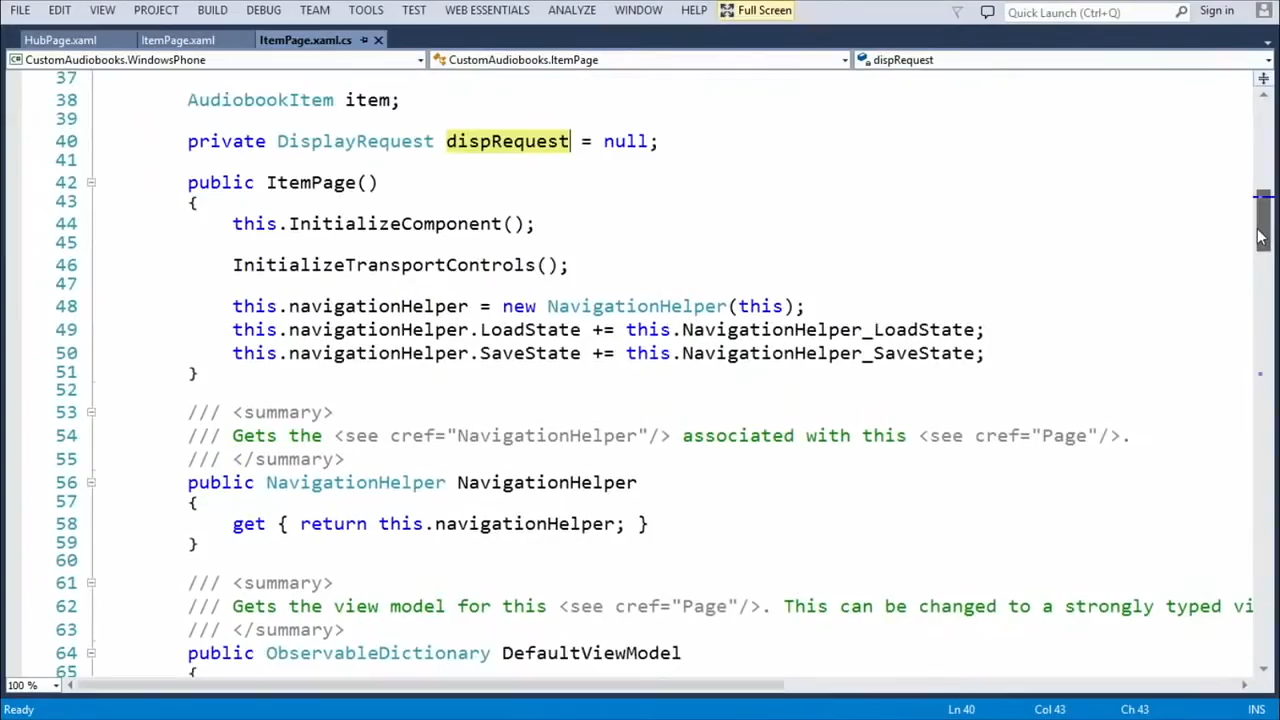 FILE EDIT VIEW PROJECT BUILD DEBUG TEAM TOOLS TEST WEB ESSENTIALS ANALYZE WINDOW HELP Full Screen Quick Launch (Ctrl+Q) Sign in
HubPage.xaml ItemPage.xaml ItemPage.xaml.cs
CustomAudiobooks.WindowsPhone CustomAudiobooks.ItemPage dispRequest
37
38 AudiobookItem item;
39
40 private DisplayRequest dispRequest = null;
41
42 public ItemPage()
43 {
44 this.InitializeComponent();
45
46 InitializeTransportControls();
47
48 this.navigationHelper = new NavigationHelper(this);
49 this.navigationHelper.LoadState += this.NavigationHelper_LoadState;
50 this.navigationHelper.SaveState += this.NavigationHelper_SaveState;
51 }
52
53 /// <summary>
54 /// Gets the <see cref="NavigationHelper"/> associated with this <see cref="Page"/>.
55 /// </summary>
56 public NavigationHelper NavigationHelper
57 {
58 get { return this.navigationHelper; }
59 }
60
61 /// <summary>
62 /// Gets the view model for this <see cref="Page"/>. This can be changed to a strongly typed vi
63 /// </summary>
64 public ObservableDictionary DefaultViewModel
65 {
100 %
Ready Ln 40 Col 43 Ch 43 INS